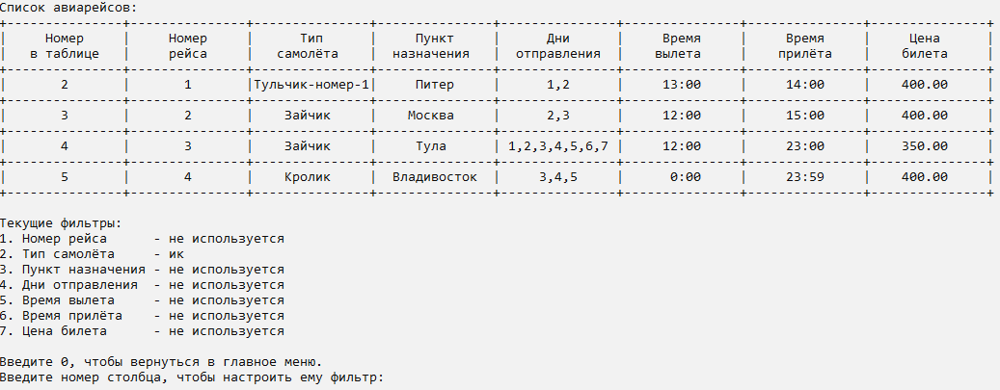 Список авиарейсов:
+---------------+---------------+---------------+---------------+---------------+---------------+---------------+---------------+
|     Номер     |     Номер     |      Тип      |     Пункт     |      Дни      |     Время     |     Время     |     Цена      |
|   в таблице   |     рейса     |   самолёта    |  назначения   |  отправления  |    вылета     |    прилёта    |    билета     |
+---------------+---------------+---------------+---------------+---------------+---------------+---------------+---------------+
|       2       |       1       |Тульчик-номер-1|     Питер     |      1,2      |     13:00     |     14:00     |    400.00     |
+---------------+---------------+---------------+---------------+---------------+---------------+---------------+---------------+
|       3       |       2       |    Зайчик     |    Москва     |      2,3      |     12:00     |     15:00     |    400.00     |
+---------------+---------------+---------------+---------------+---------------+---------------+---------------+---------------+
|       4       |       3       |    Зайчик     |     Тула      | 1,2,3,4,5,6,7 |     12:00     |     23:00     |    350.00     |
+---------------+---------------+---------------+---------------+---------------+---------------+---------------+---------------+
|       5       |       4       |    Кролик     |  Владивосток  |     3,4,5     |      0:00     |     23:59     |    400.00     |
+---------------+---------------+---------------+---------------+---------------+---------------+---------------+---------------+
Текущие фильтры:
1. Номер рейса      - не используется
2. Тип самолёта     - ик
3. Пункт назначения - не используется
4. Дни отправления  - не используется
5. Время вылета     - не используется
6. Время прилёта    - не используется
7. Цена билета      - не используется
Введите 0, чтобы вернуться в главное меню.
Введите номер столбца, чтобы настроить ему фильтр: